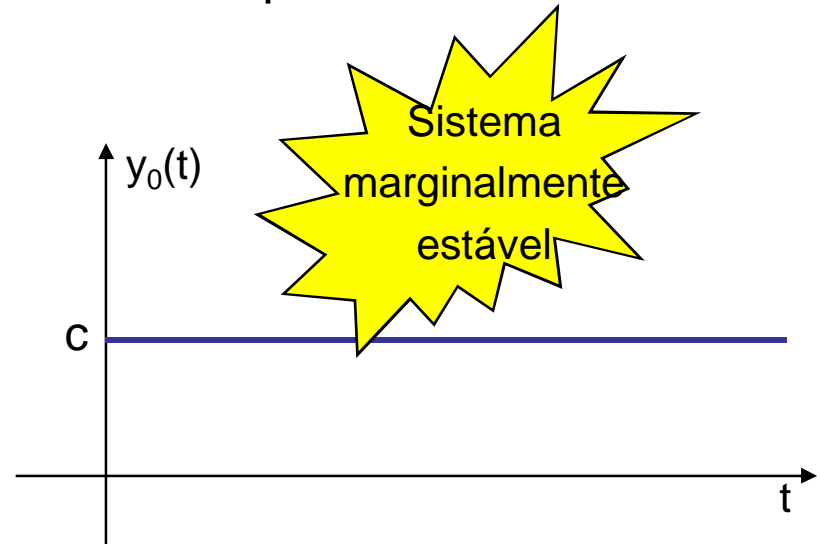 Sistema
marginalmente
estável
y₀(t)
c
t